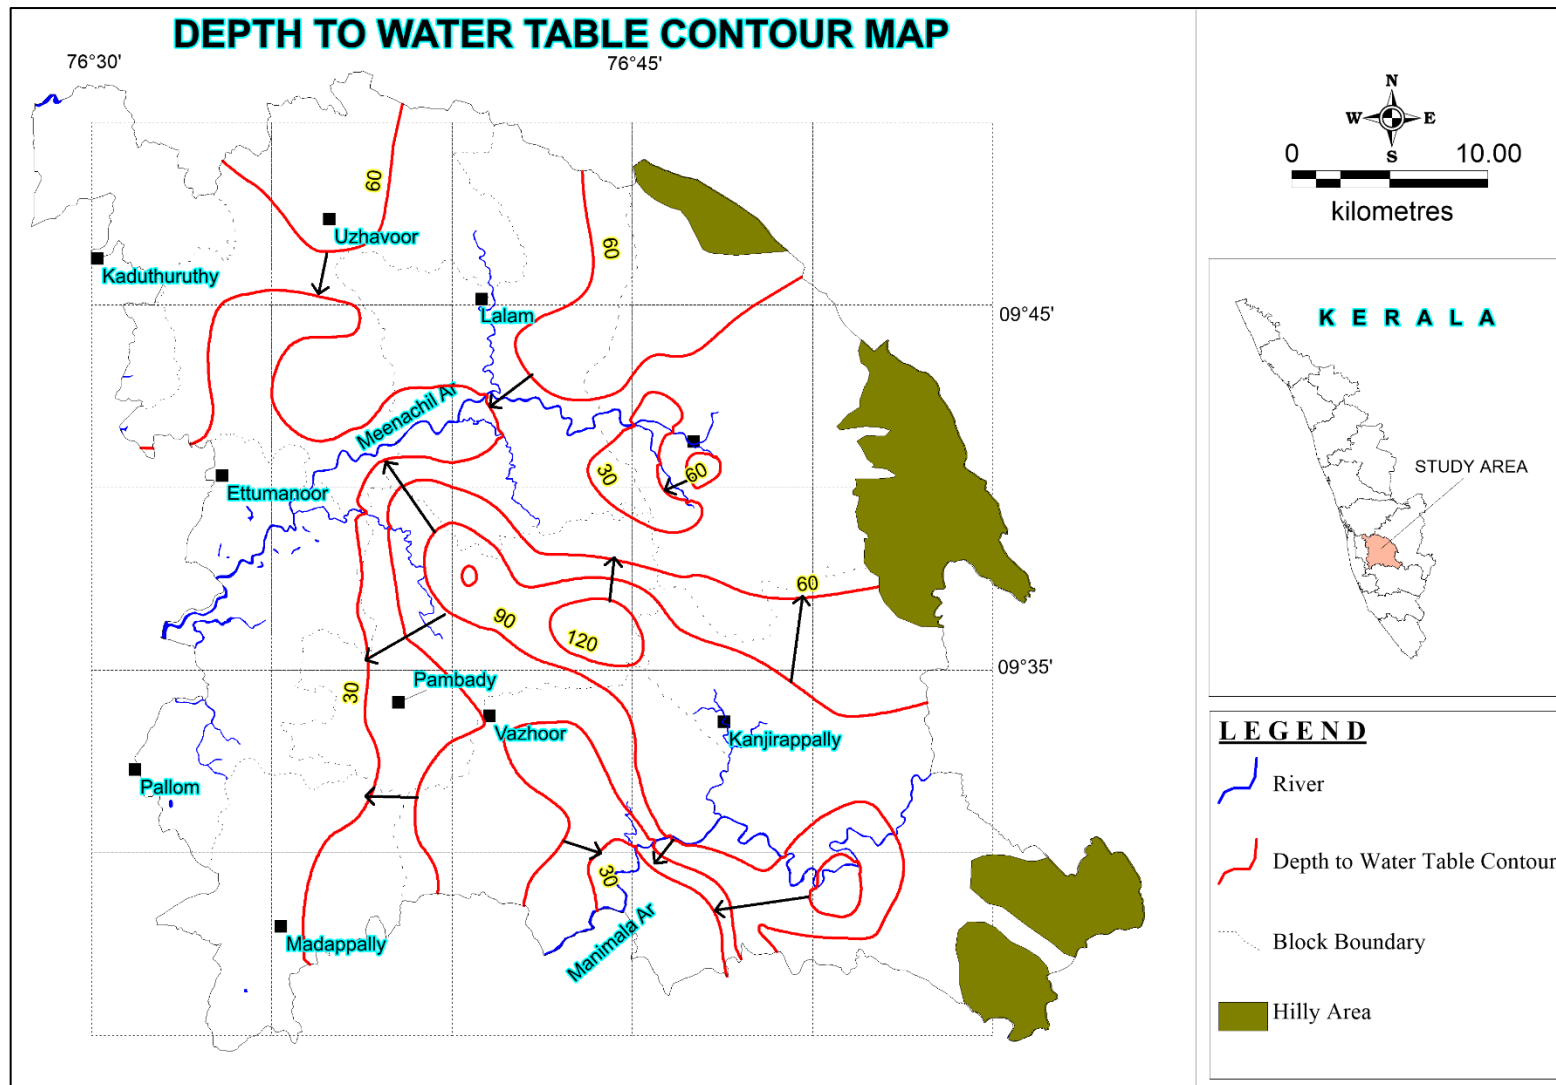 DEPTH TO WATER TABLE CONTOUR MAP
76°30'
76°45'
N
W
E
S
0
10.00
kilometres
60
Uzhavoor
60
Kaduthuruthy
Lalam
09°45'
K E R A L A
Meenachil Ar
30
60
STUDY AREA
Ettumanoor
60
90
120
09°35'
30
Pambady
Vazhoor
Kanjirappally
Pallom
30
Manimala Ar
Madappally
LEGEND
River
Depth to Water Table Contour
Block Boundary
Hilly Area